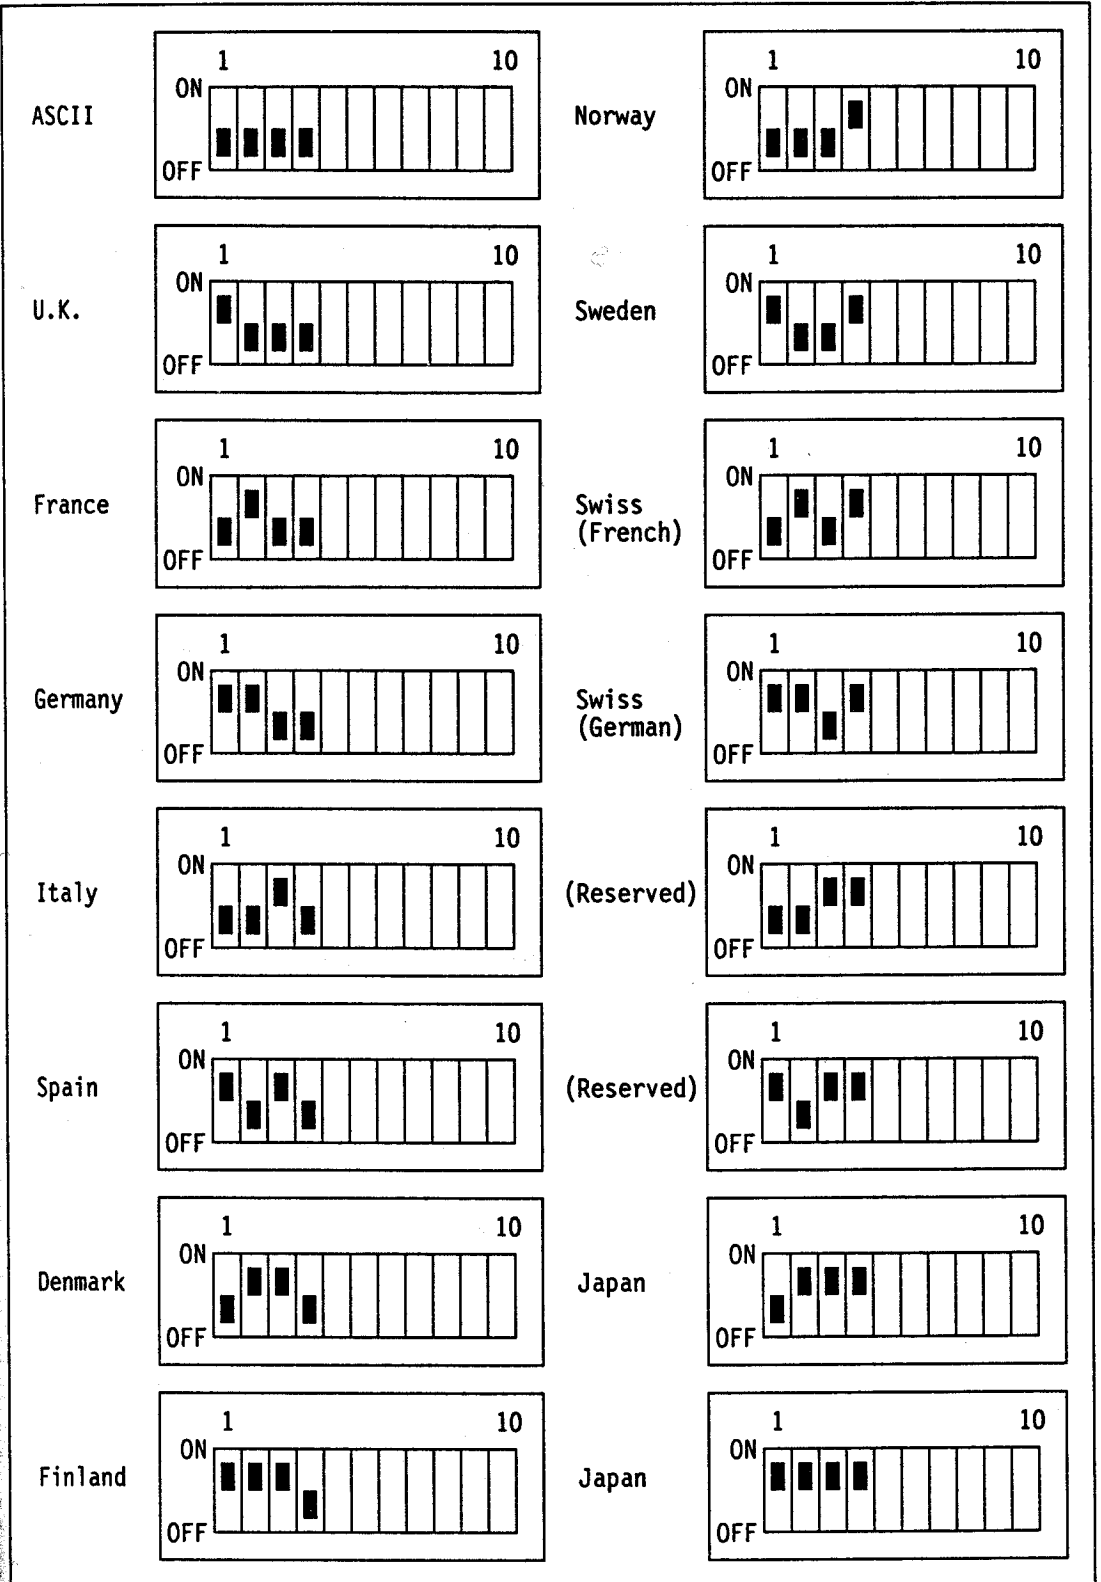 1 10
ON
ASCII
OFF
1 10
ON
Norway
OFF
1 10
ON
U.K.
OFF
1 10
ON
Sweden
OFF
1 10
ON
France
OFF
1 10
ON
Swiss
(French)
OFF
1 10
ON
Germany
OFF
1 10
ON
Swiss
(German)
OFF
1 10
ON
Italy
OFF
1 10
ON
(Reserved)
OFF
1 10
ON
Spain
OFF
1 10
ON
(Reserved)
OFF
1 10
ON
Denmark
OFF
1 10
ON
Japan
OFF
1 10
ON
Finland
OFF
1 10
ON
Japan
OFF